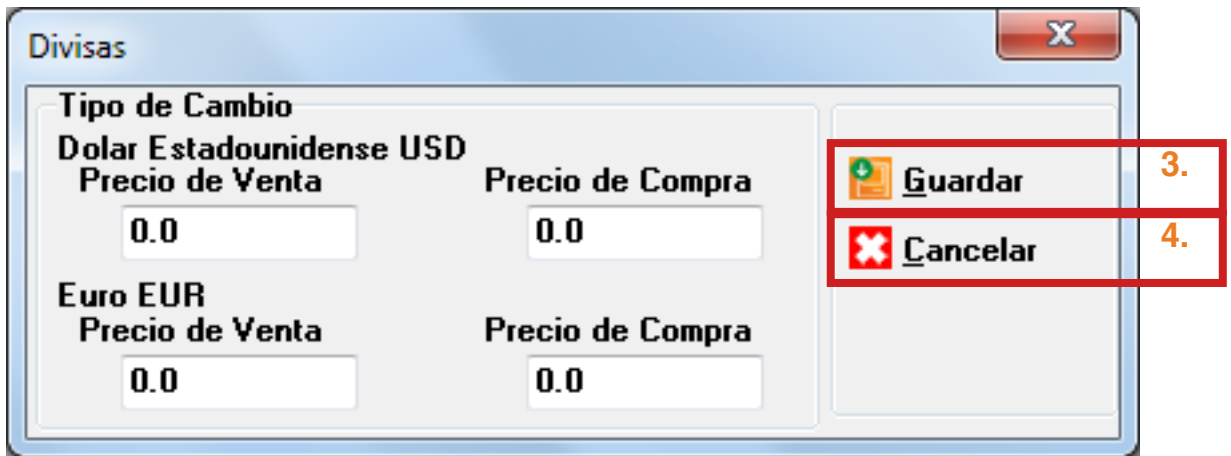 Divisas
Tipo de Cambio
Dolar Estadounidense USD
Precio de Venta Precio de Compra
0.0 0.0
Euro EUR
Precio de Venta Precio de Compra
0.0 0.0
Guardar 3.
Cancelar 4.